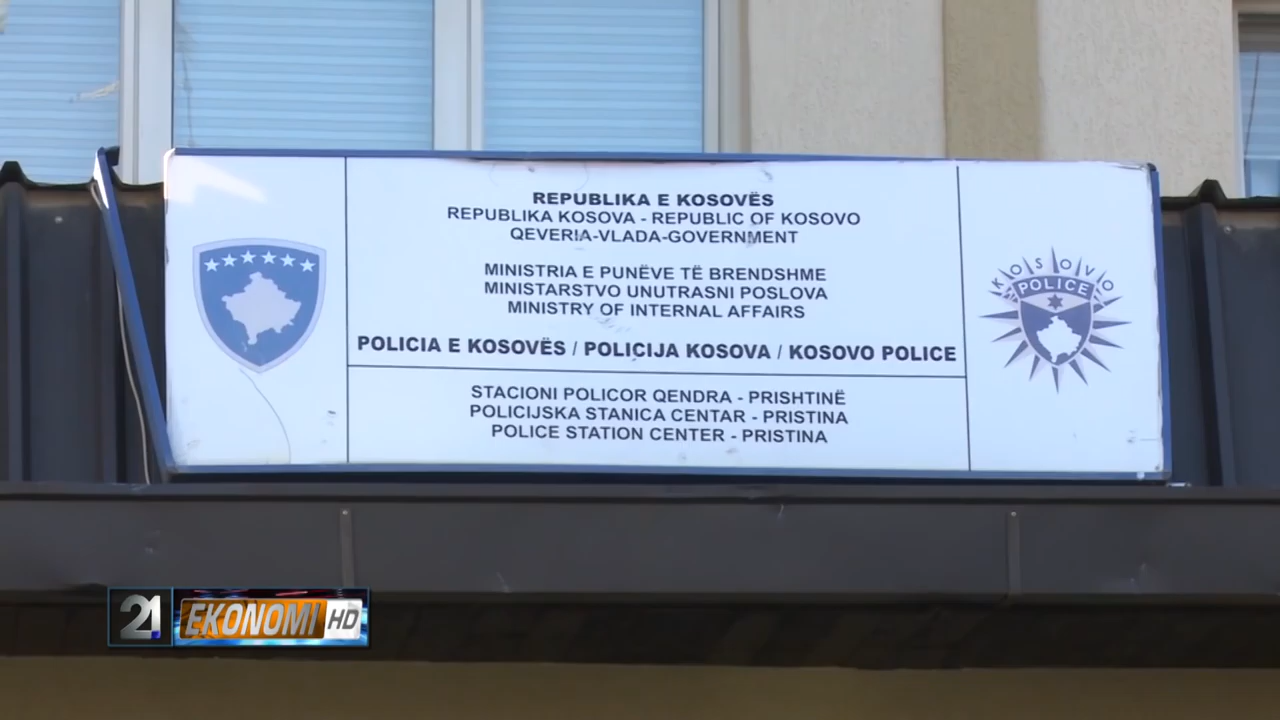 REPUBLIKA E KOSOVËS
REPUBLIKA KOSOVA - REPUBLIC OF KOSOVO
QEVERIA-VLADA-GOVERNMENT
MINISTRIA E PUNËVE TË BRENDSHME
MINISTARSTVO UNUTRASNI POSLOVA
MINISTRY OF INTERNAL AFFAIRS
POLICIA E KOSOVËS / POLICIJA KOSOVA / KOSOVO POLICE
STACIONI POLICOR QENDRA - PRISHTINË
POLICIJSKA STANICA CENTAR - PRISTINA
POLICE STATION CENTER - PRISTINA
KOSOVO
POLICE
21 EKONOMI HD